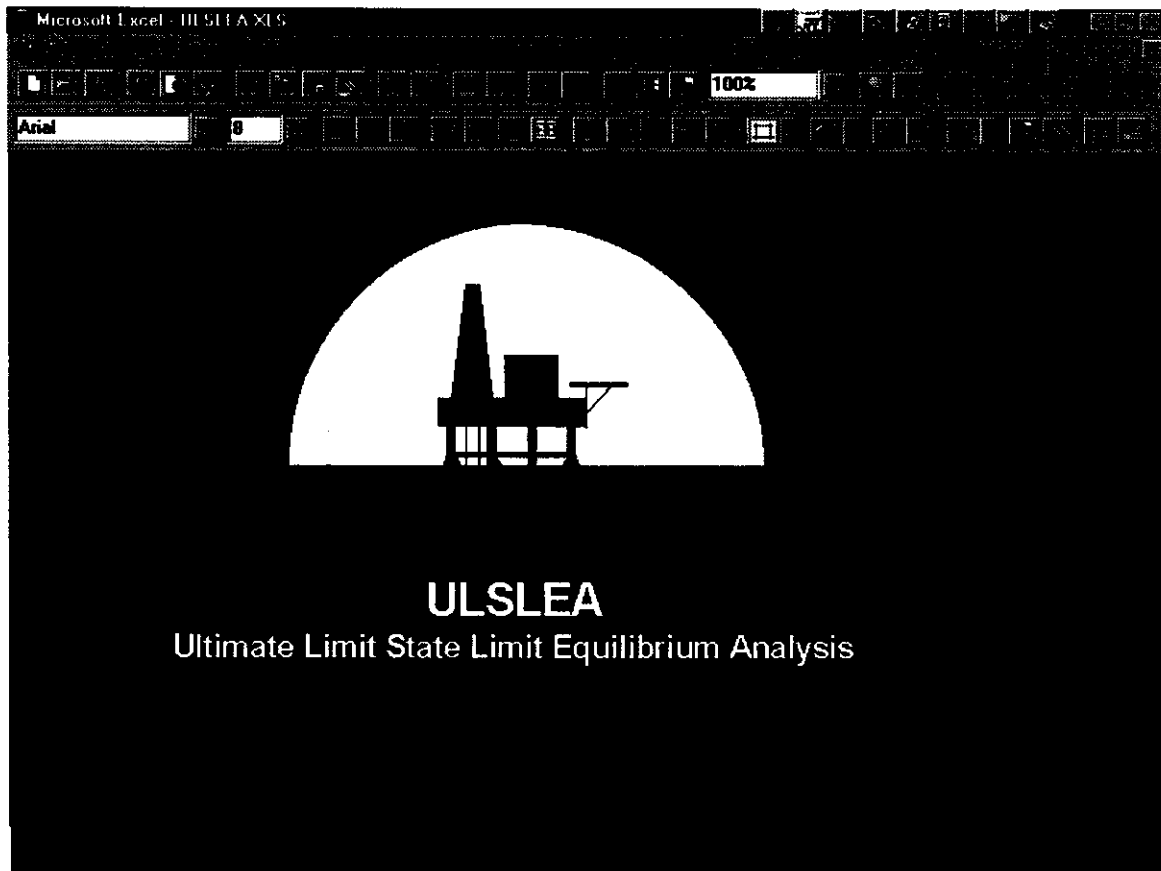 Microsoft Excel - ULSLEA.XLS
100%
Arial
8
ULSLEA
Ultimate Limit State Limit Equilibrium Analysis